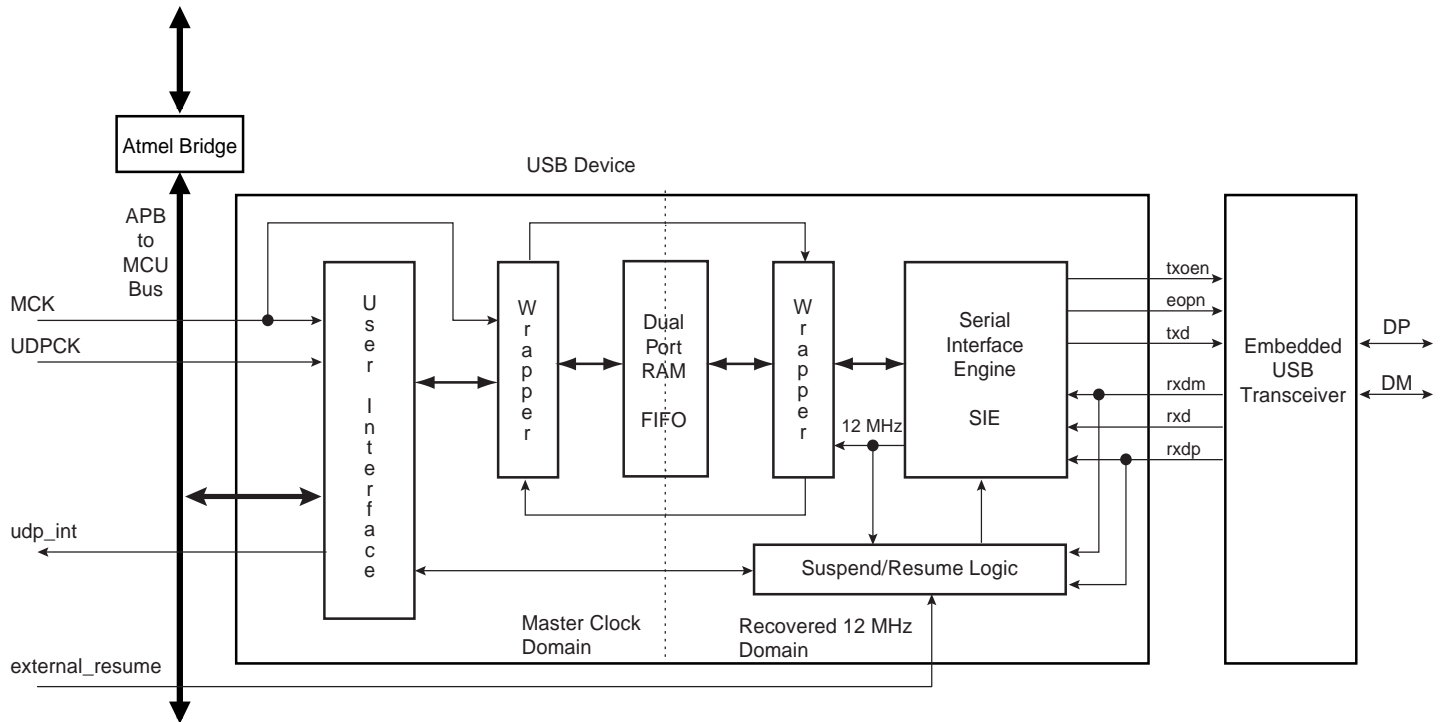 Atmel Bridge
USB Device
APB
to
MCU
Bus
MCK
UDPCK
udp_int
external_resume
User Interface
Wrapper
Dual
Port
RAM
FIFO
Wrapper
12 MHz
Serial
Interface
Engine
SIE
Suspend/Resume Logic
Master Clock
Domain
Recovered 12 MHz
Domain
txoen
eopn
txd
rxdm
rxd
rxdp
Embedded
USB
Transceiver
DP
DM